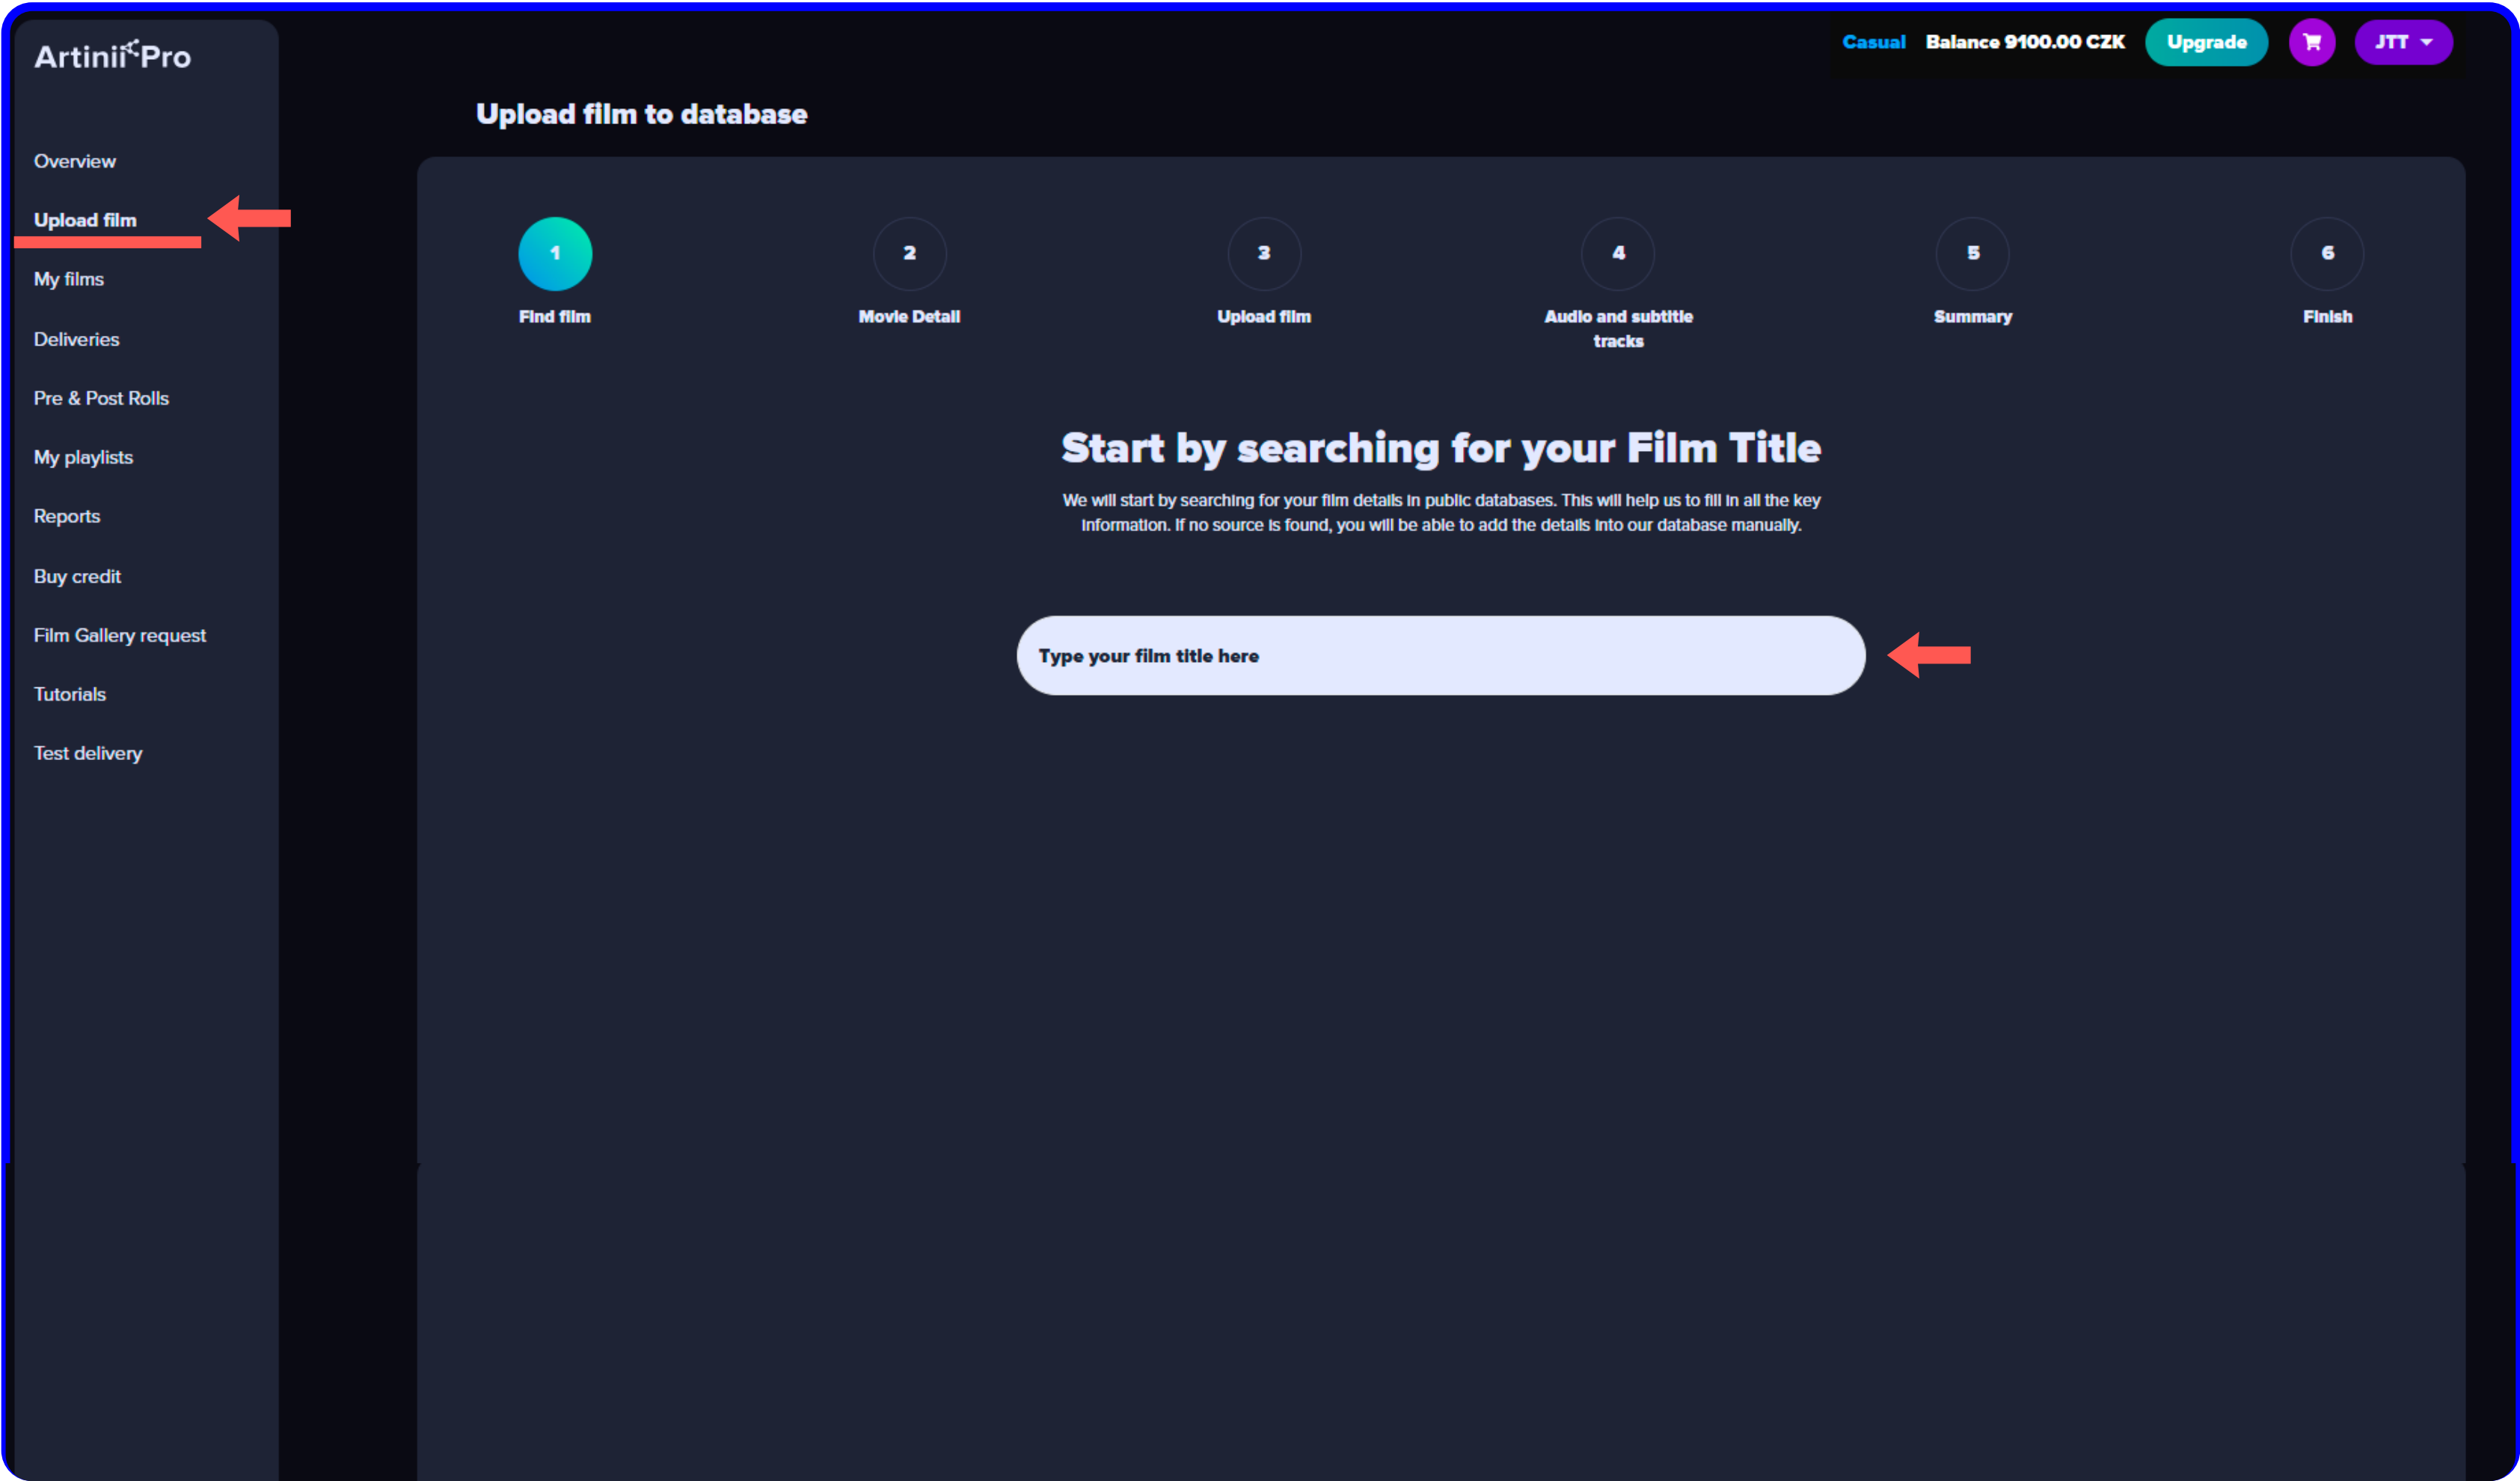 Artinii Pro
Casual Balance 9100.00 CZK Upgrade JTT
Upload film to database
Overview
Upload film
My films
Deliveries
Pre & Post Rolls
My playlists
Reports
Buy credit
Film Gallery request
Tutorials
Test delivery
1 2 3 4 5 6
Find film Movie Detail Upload film Audio and subtitle Summary Finish
tracks
Start by searching for your Film Title
We will start by searching for your film details in public databases. This will help us to fill in all the key
information. If no source is found, you will be able to add the details into our database manually.
Type your film title here